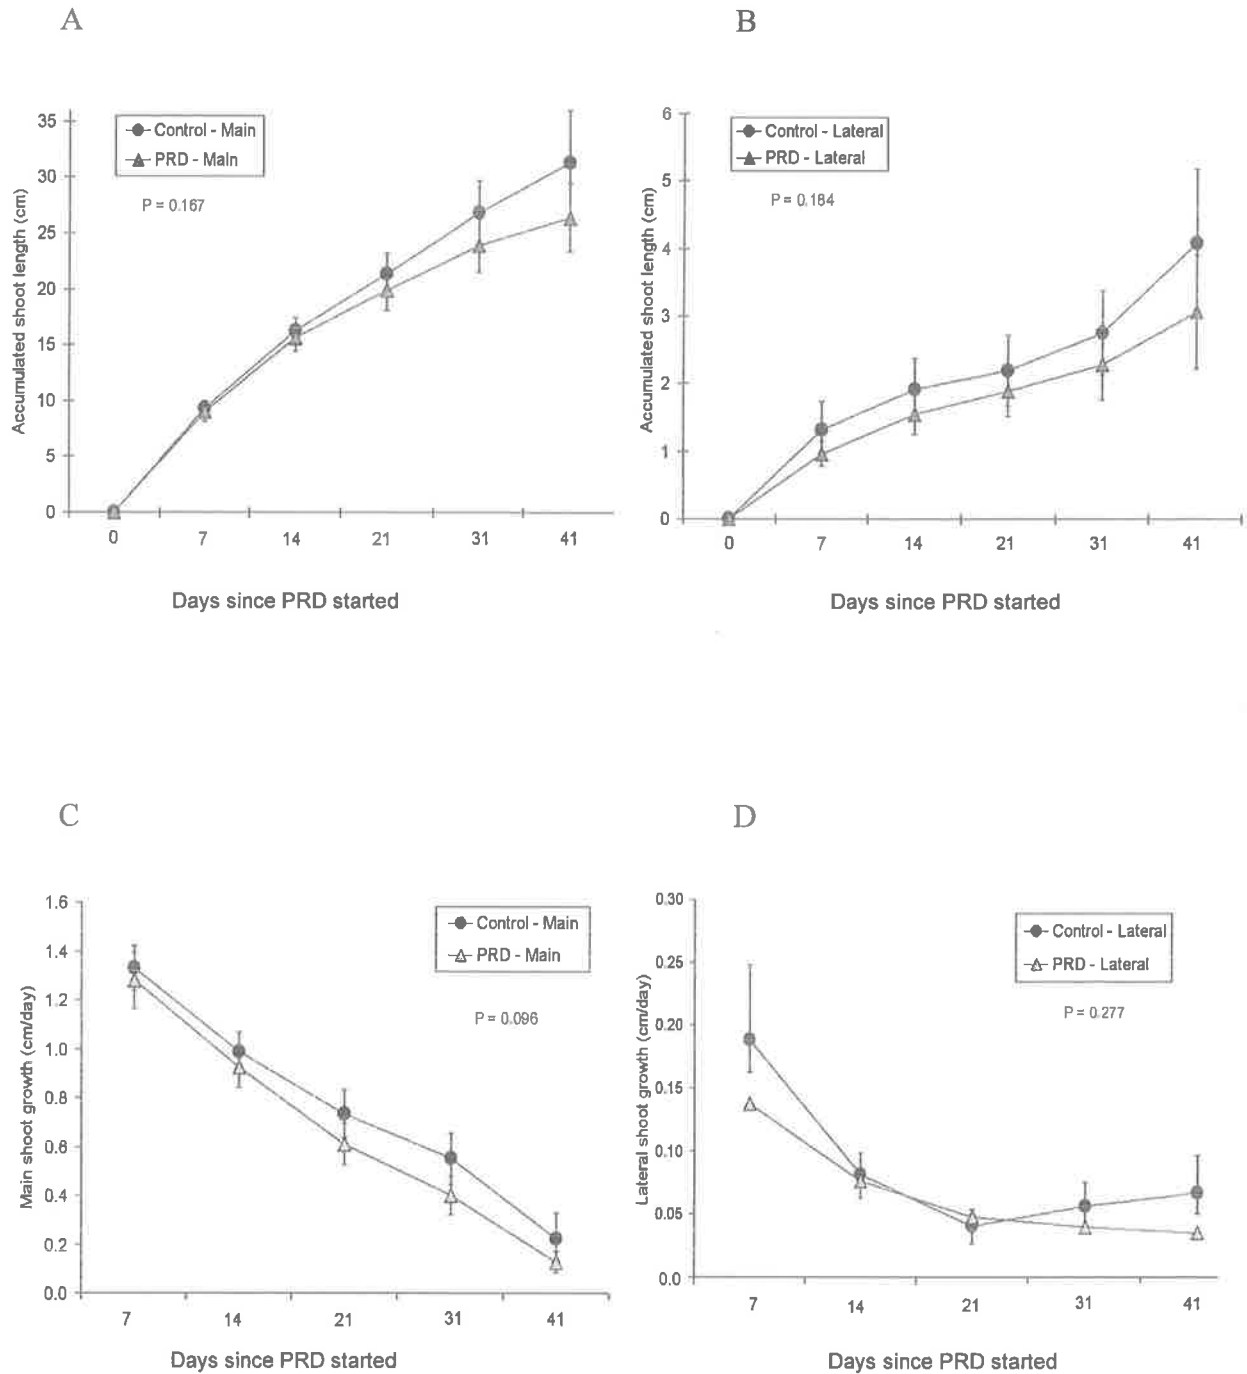 A
Accumulated shoot length (cm)
35
30
25
20
15
10
5
0
Control - Main
PRD - Main
P = 0.167
0 7 14 21 31 41
Days since PRD started
B
Accumulated shoot length (cm)
6
5
4
3
2
1
0
Control - Lateral
PRD - Lateral
P = 0.184
0 7 14 21 31 41
Days since PRD started
C
Main shoot growth (cm/day)
1.6
1.4
1.2
1.0
0.8
0.6
0.4
0.2
0.0
Control - Main
PRD - Main
P = 0.096
7 14 21 31 41
Days since PRD started
D
Lateral shoot growth (cm/day)
0.30
0.25
0.20
0.15
0.10
0.05
0.0
Control - Lateral
PRD - Lateral
P = 0.277
7 14 21 31 41
Days since PRD started